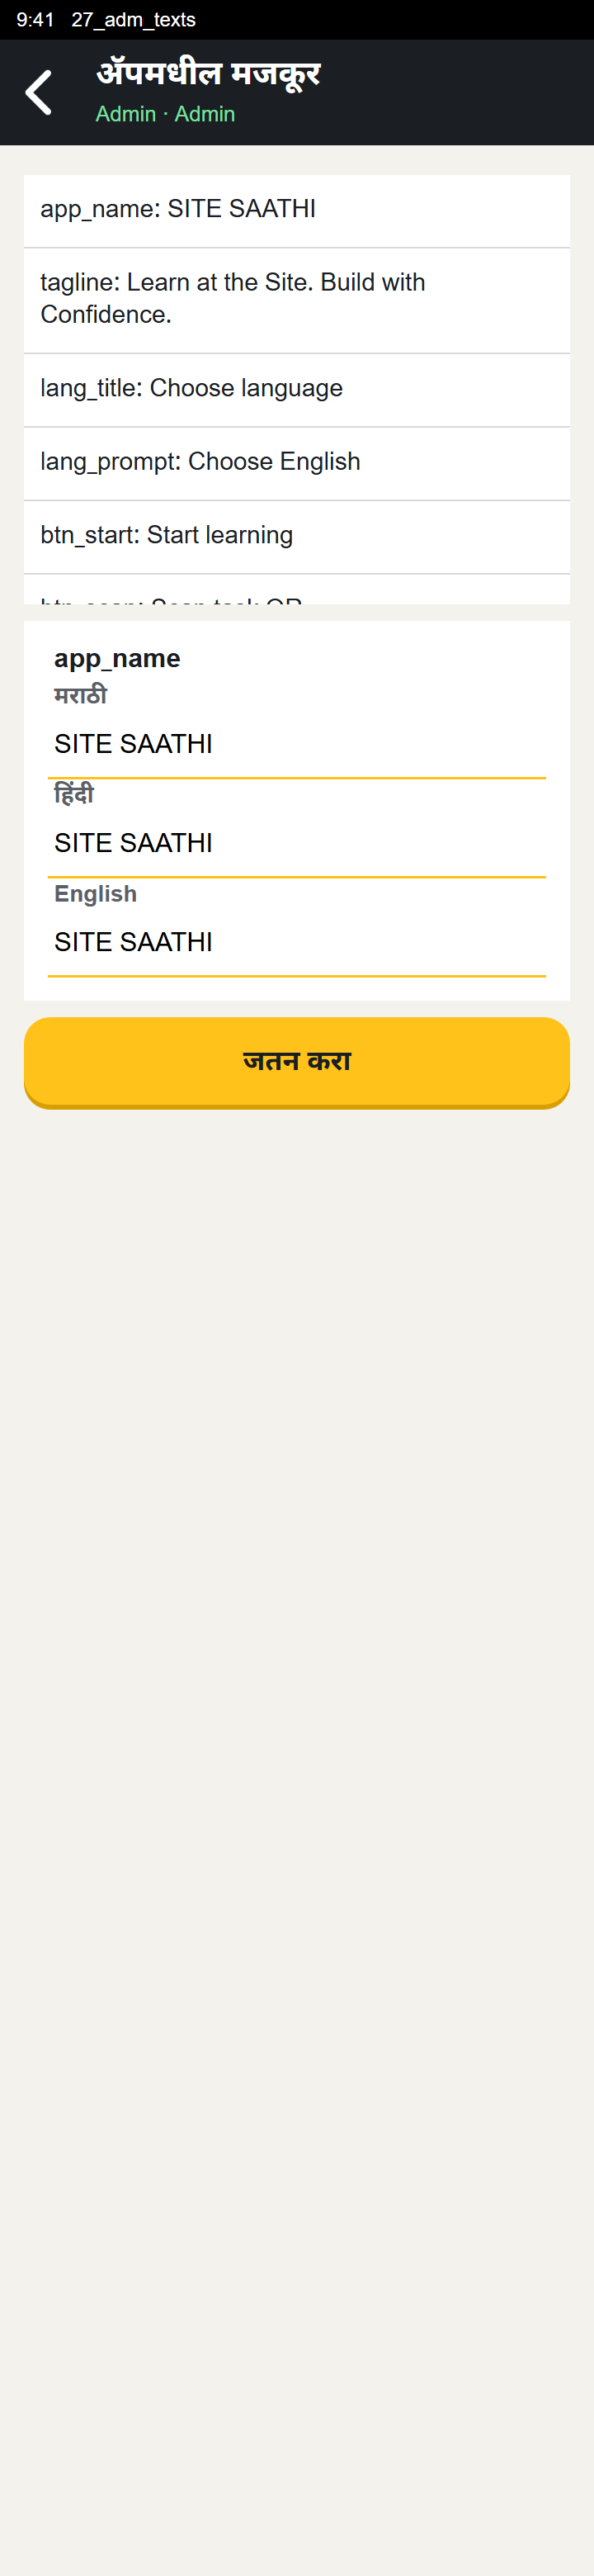 9:41 27_adm_texts
ॲपमधील मजकूर
Admin · Admin
app_name: SITE SAATHI
tagline: Learn at the Site. Build with
Confidence.
lang_title: Choose language
lang_prompt: Choose English
btn_start: Start learning
app_name
मराठी
SITE SAATHI
हिंदी
SITE SAATHI
English
SITE SAATHI
जतन करा